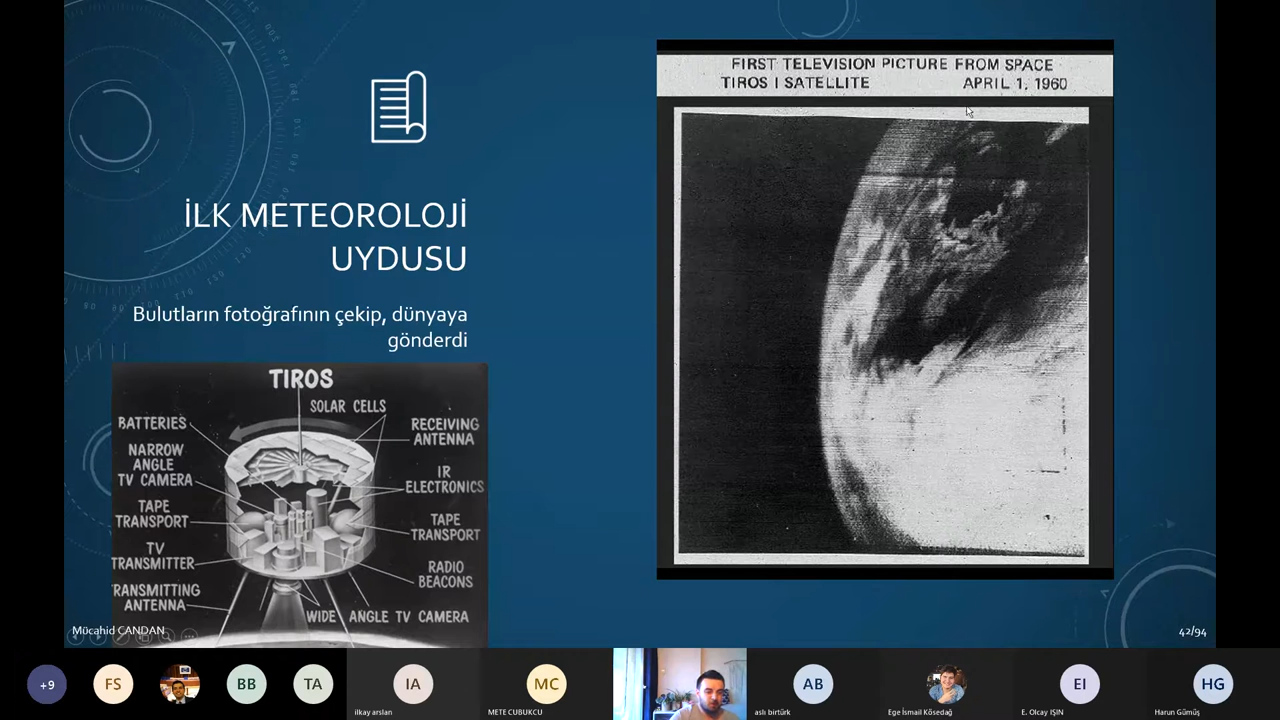 FIRST TELEVISION PICTURE FROM SPACE
TIROS I SATELLITE APRIL 1, 1960
İLK METEOROLOJİ
UYDUSU
Bulutların fotoğrafının çekip, dünyaya
gönderdi
TIROS
SOLAR CELLS
BATTERIES
RECEIVING
ANTENNA
NARROW
ANGLE
TV CAMERA
IR
ELECTRONICS
TAPE
TRANSPORT
TAPE
TRANSPORT
TV
TRANSMITTER
RADIO
BEACONS
TRANSMITTING
ANTENNA
WIDE ANGLE TV CAMERA
Mücahid CANDAN
42/94
+9
FS
BB
TA
IA
MC
AB
EI
HG
ilkay arslan
METE CUBUKCU
aslı birtürk
Ege İsmail Kösedağ
E. Olcay IŞIN
Harun Gümüş